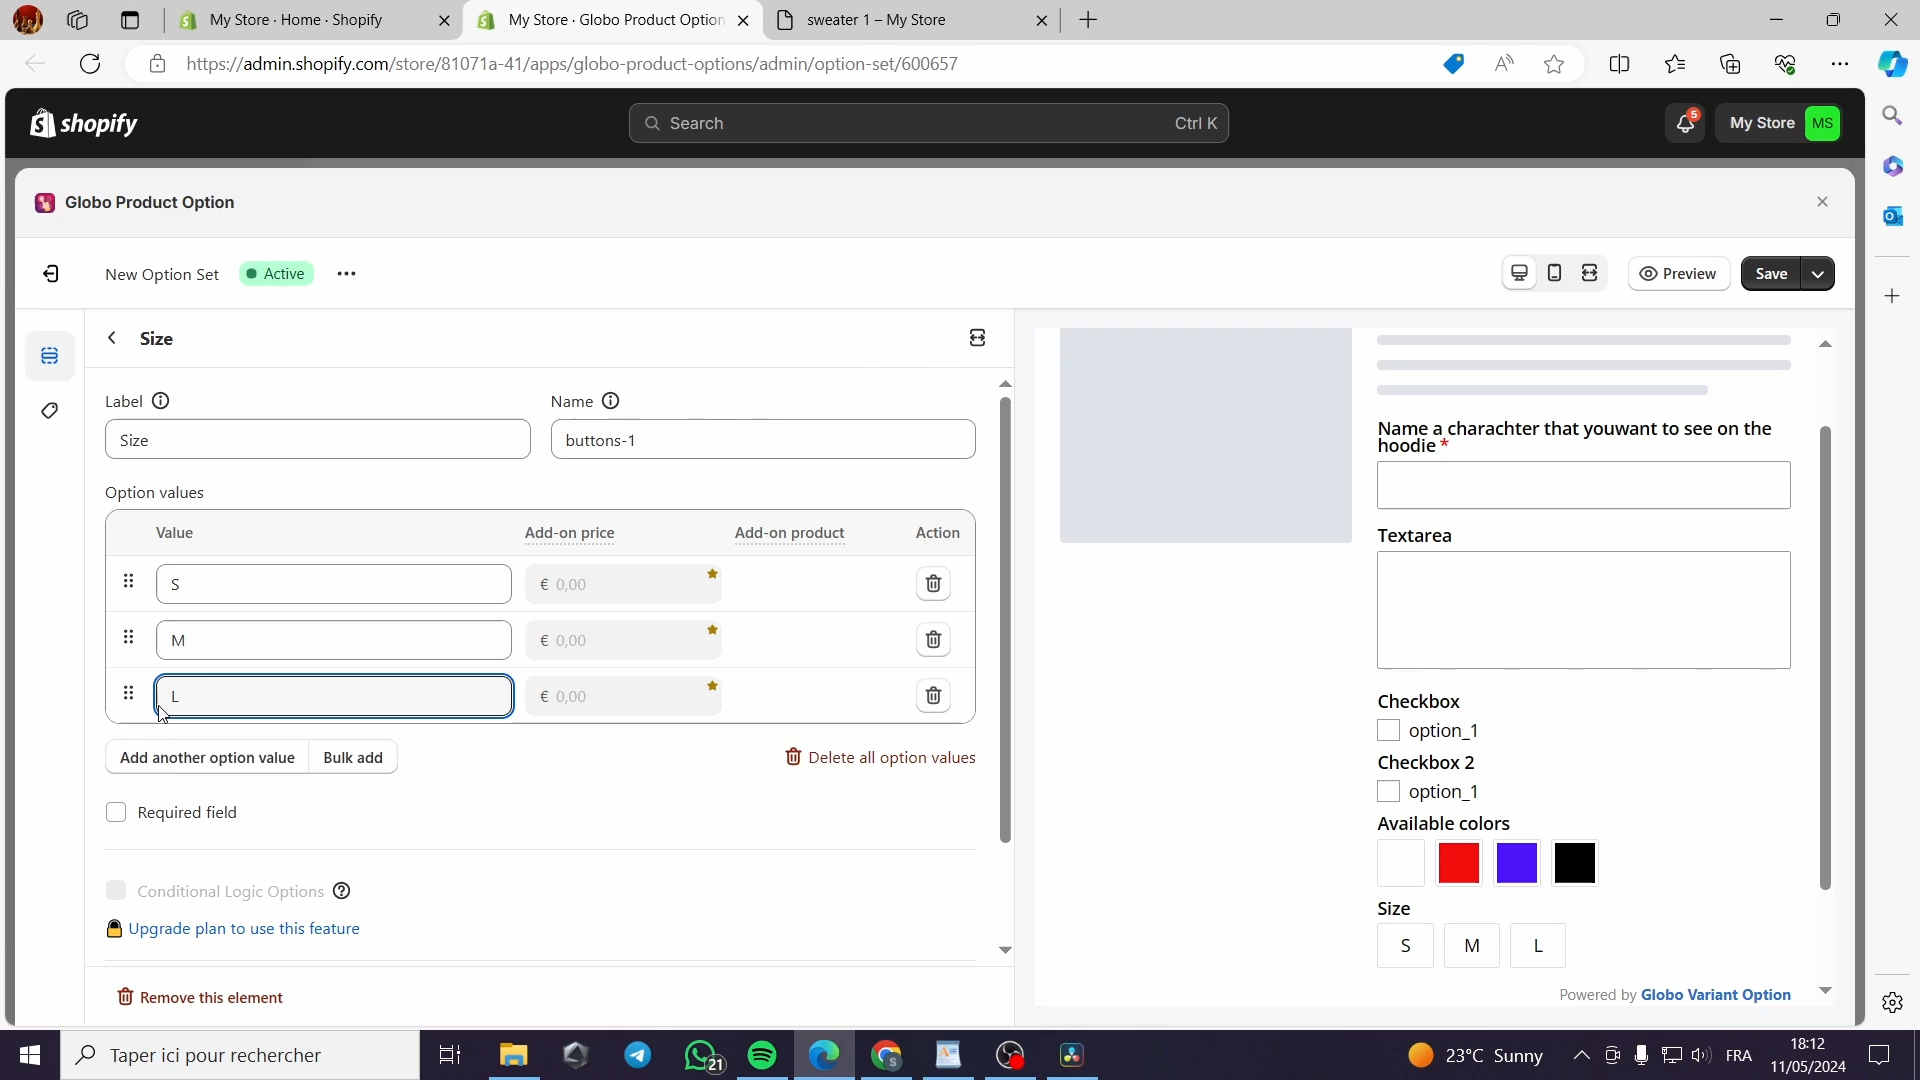 My Store · Home · Shopify
My Store · Globo Product Option
sweater 1 – My Store
https://admin.shopify.com/store/81071a-41/apps/globo-product-options/admin/option-set/600657
shopify
Search
Ctrl K
5
My Store
MS
Globo Product Option
New Option Set
Active
Preview
Save
Size
Label
Name
Size
buttons-1
Option values
Value
Add-on price
Add-on product
Action
S
€ 0,00
M
€ 0,00
L
€ 0,00
Add another option value
Bulk add
Delete all option values
Required field
Conditional Logic Options
Upgrade plan to use this feature
Remove this element
Name a charachter that youwant to see on the
hoodie *
Textarea
Checkbox
option_1
Checkbox 2
option_1
Available colors
Size
S
M
L
Powered by Globo Variant Option
Taper ici pour rechercher
21
23°C Sunny
FRA
18:12
11/05/2024